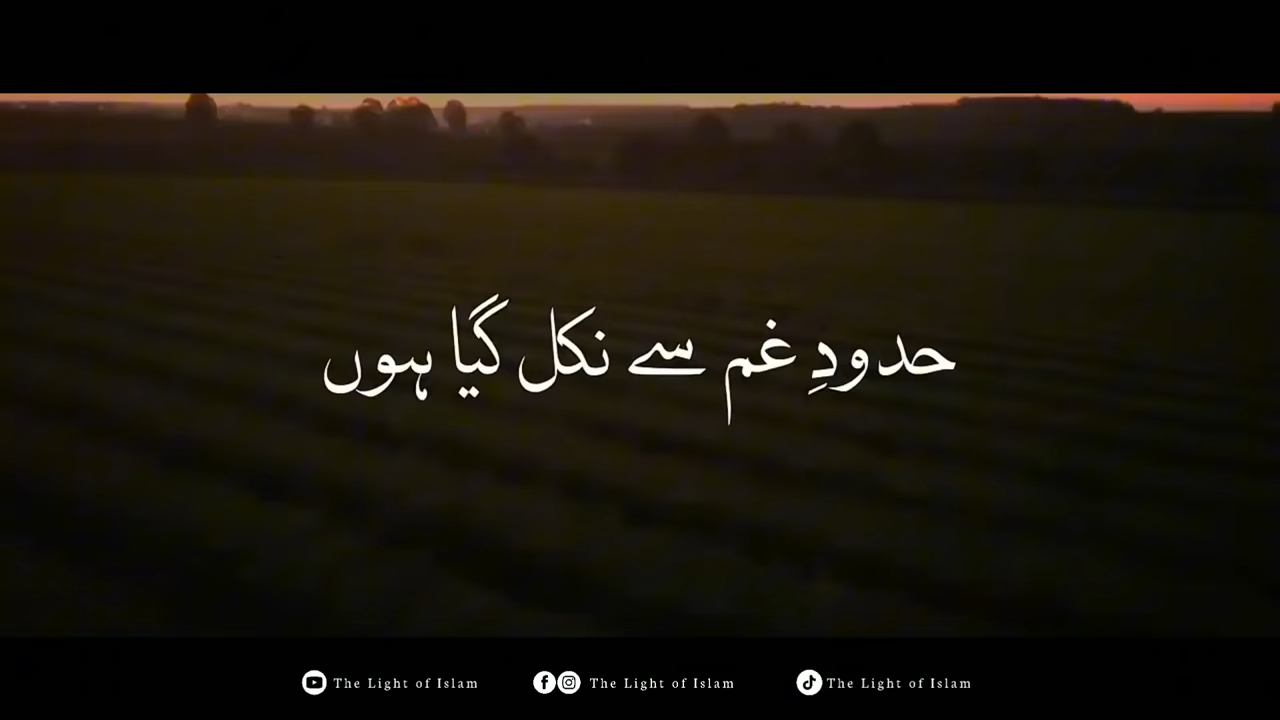 حدودِ غم سے نکل گیا ہوں
The Light of Islam The Light of Islam The Light of Islam